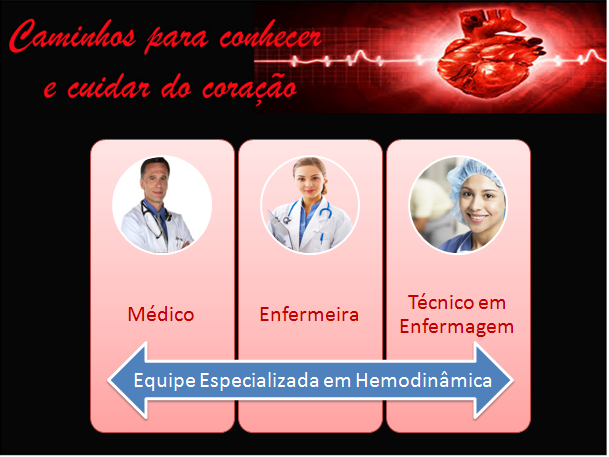 Caminhos para conhecer
e cuidar do coração
Médico
Enfermeira
Técnico em
Enfermagem
Equipe Especializada em Hemodinâmica